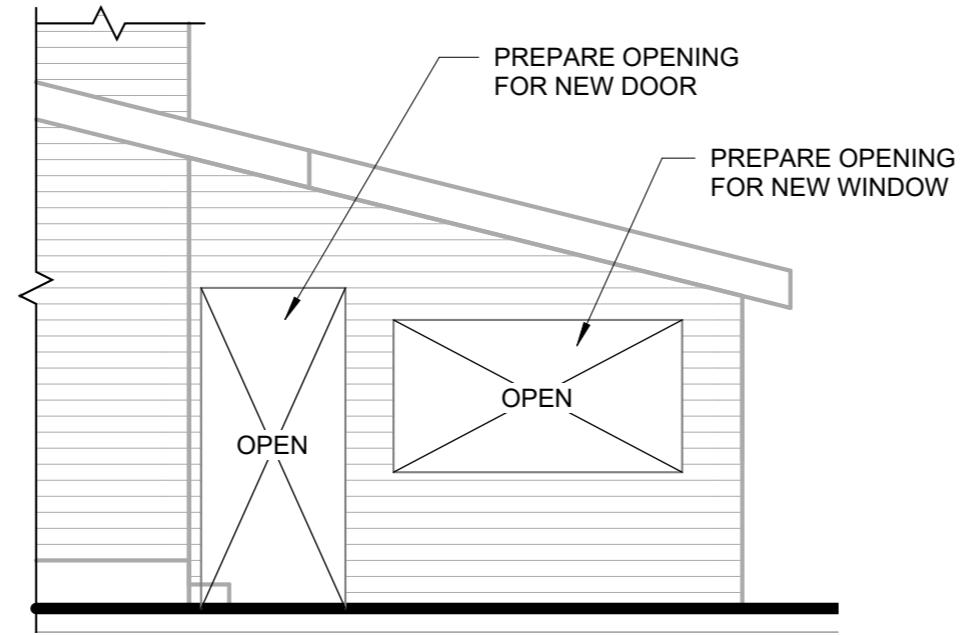 PREPARE OPENING
FOR NEW DOOR
PREPARE OPENING
FOR NEW WINDOW
OPEN
OPEN